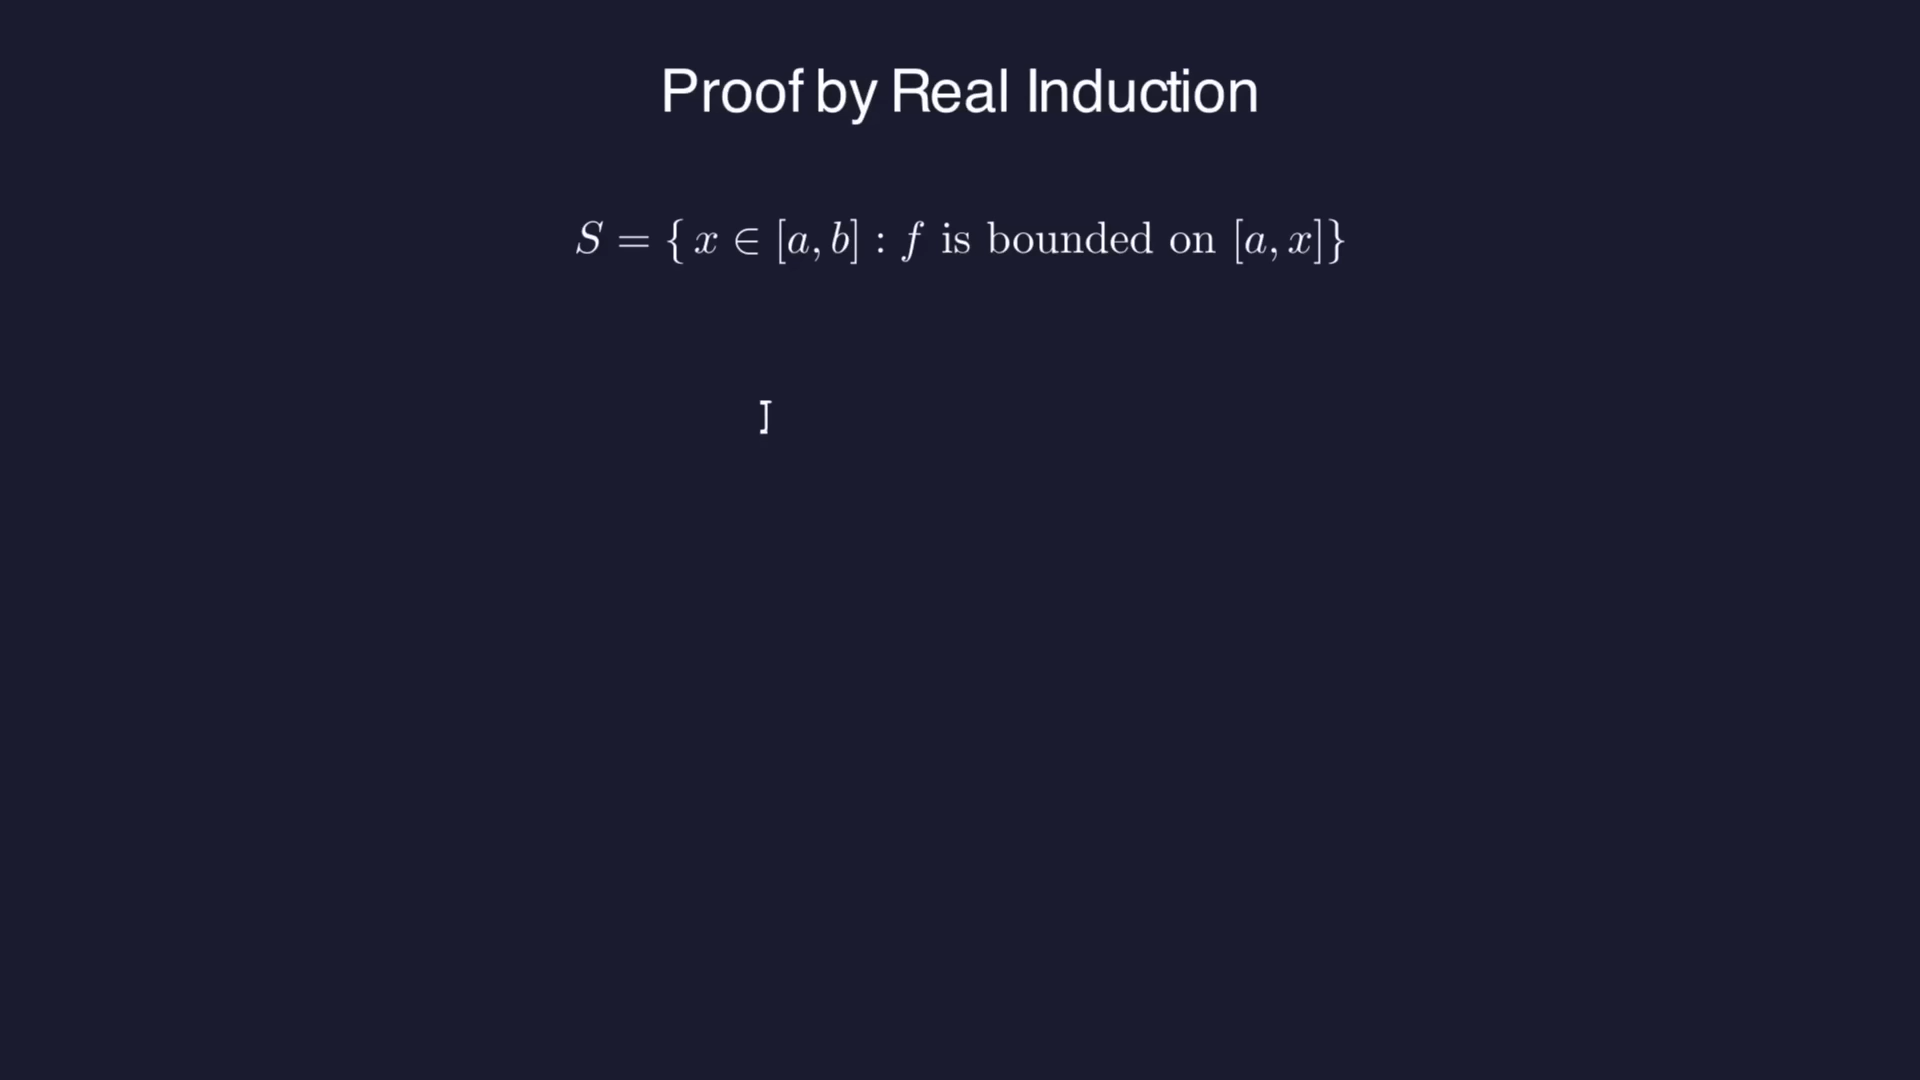 Proof by Real Induction
S = { x ∈ [a, b] : f is bounded on [a, x]}
]